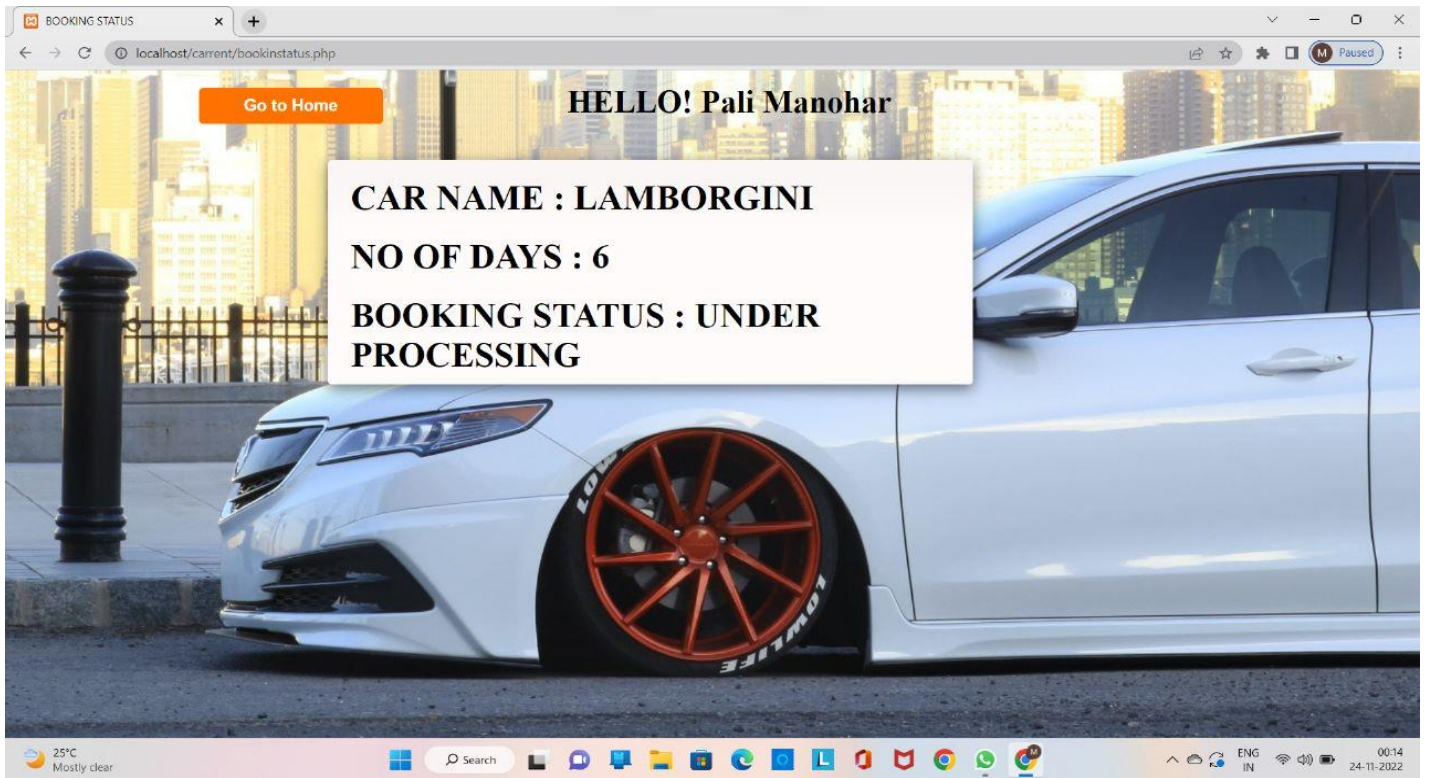 BOOKING STATUS
localhost/carrent/bookinstatus.php
M Paused
Go to Home
HELLO! Pali Manohar
CAR NAME : LAMBORGINI
NO OF DAYS : 6
BOOKING STATUS : UNDER
PROCESSING
LOWLIFE
25°C
Mostly clear
Search
L
M
ENG
IN
00:14
24-11-2022